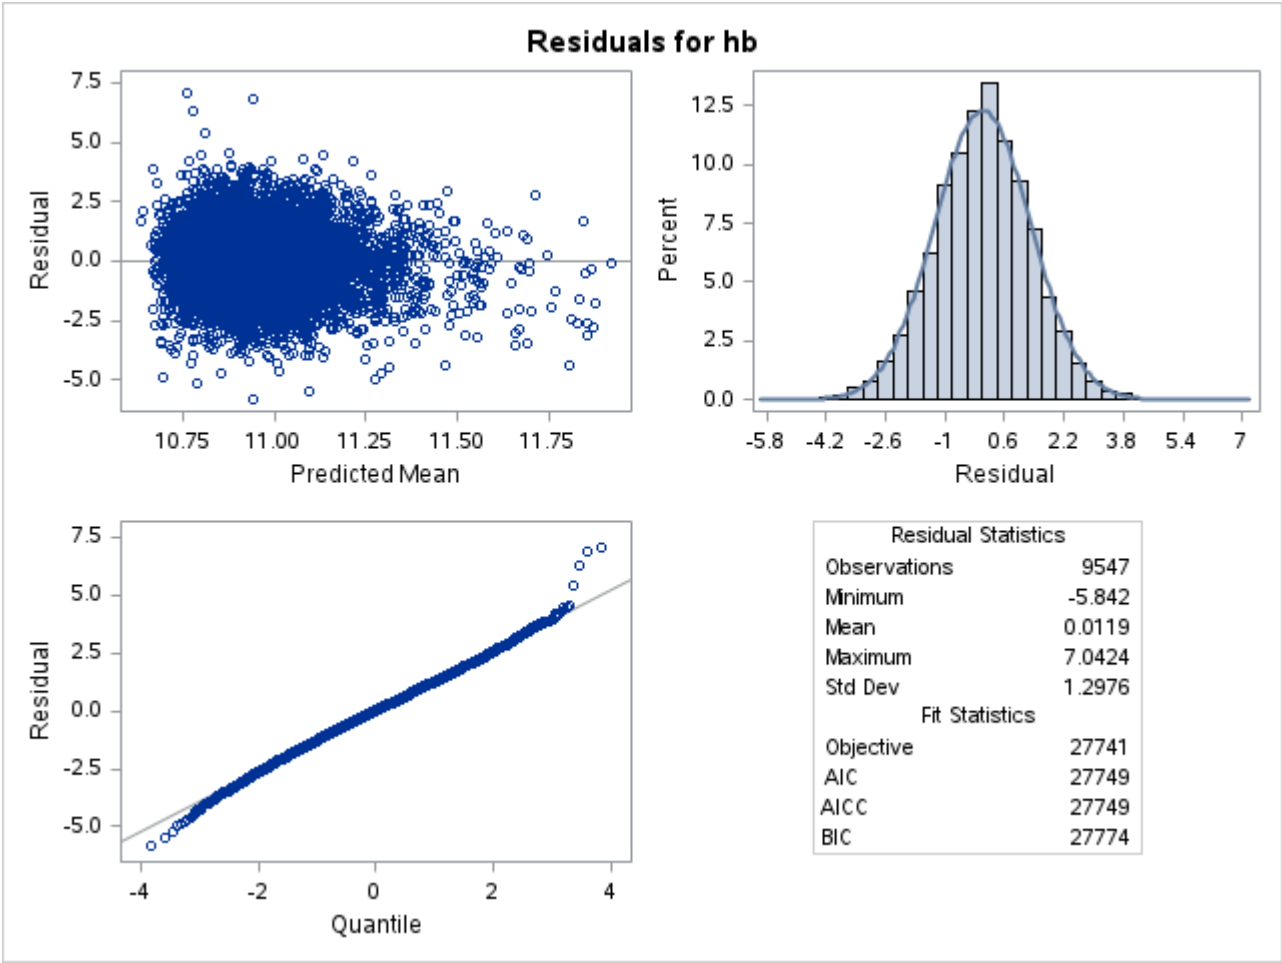 Residuals for hb
7.5
5.0
2.5
0.0
-2.5
-5.0
Residual
10.75 11.00 11.25 11.50 11.75
Predicted Mean
12.5
10.0
7.5
5.0
2.5
0.0
Percent
-5.8 -4.2 -2.6 -1 0.6 2.2 3.8 5.4 7
Residual
7.5
5.0
2.5
0.0
-2.5
-5.0
Residual
-4 -2 0 2 4
Quantile
Residual Statistics
Observations 9547
Minimum -5.842
Mean 0.0119
Maximum 7.0424
Std Dev 1.2976
Fit Statistics
Objective 27741
AIC 27749
AICC 27749
BIC 27774